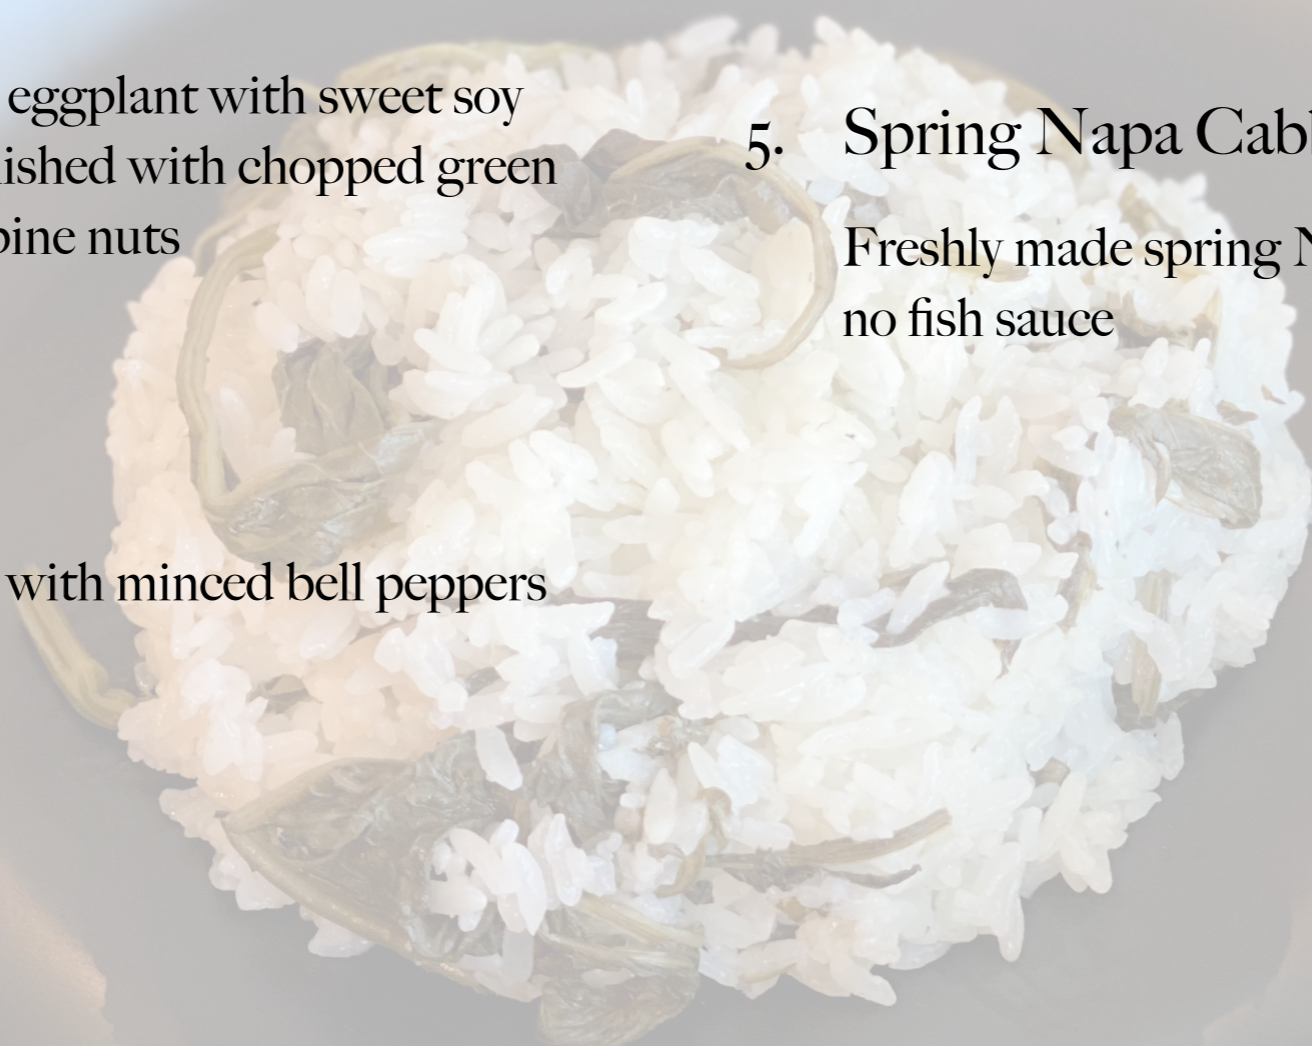 eggplant with sweet soy
ished with chopped green
pine nuts
with minced bell peppers
5. Spring Napa Cab
Freshly made spring N
no fish sauce